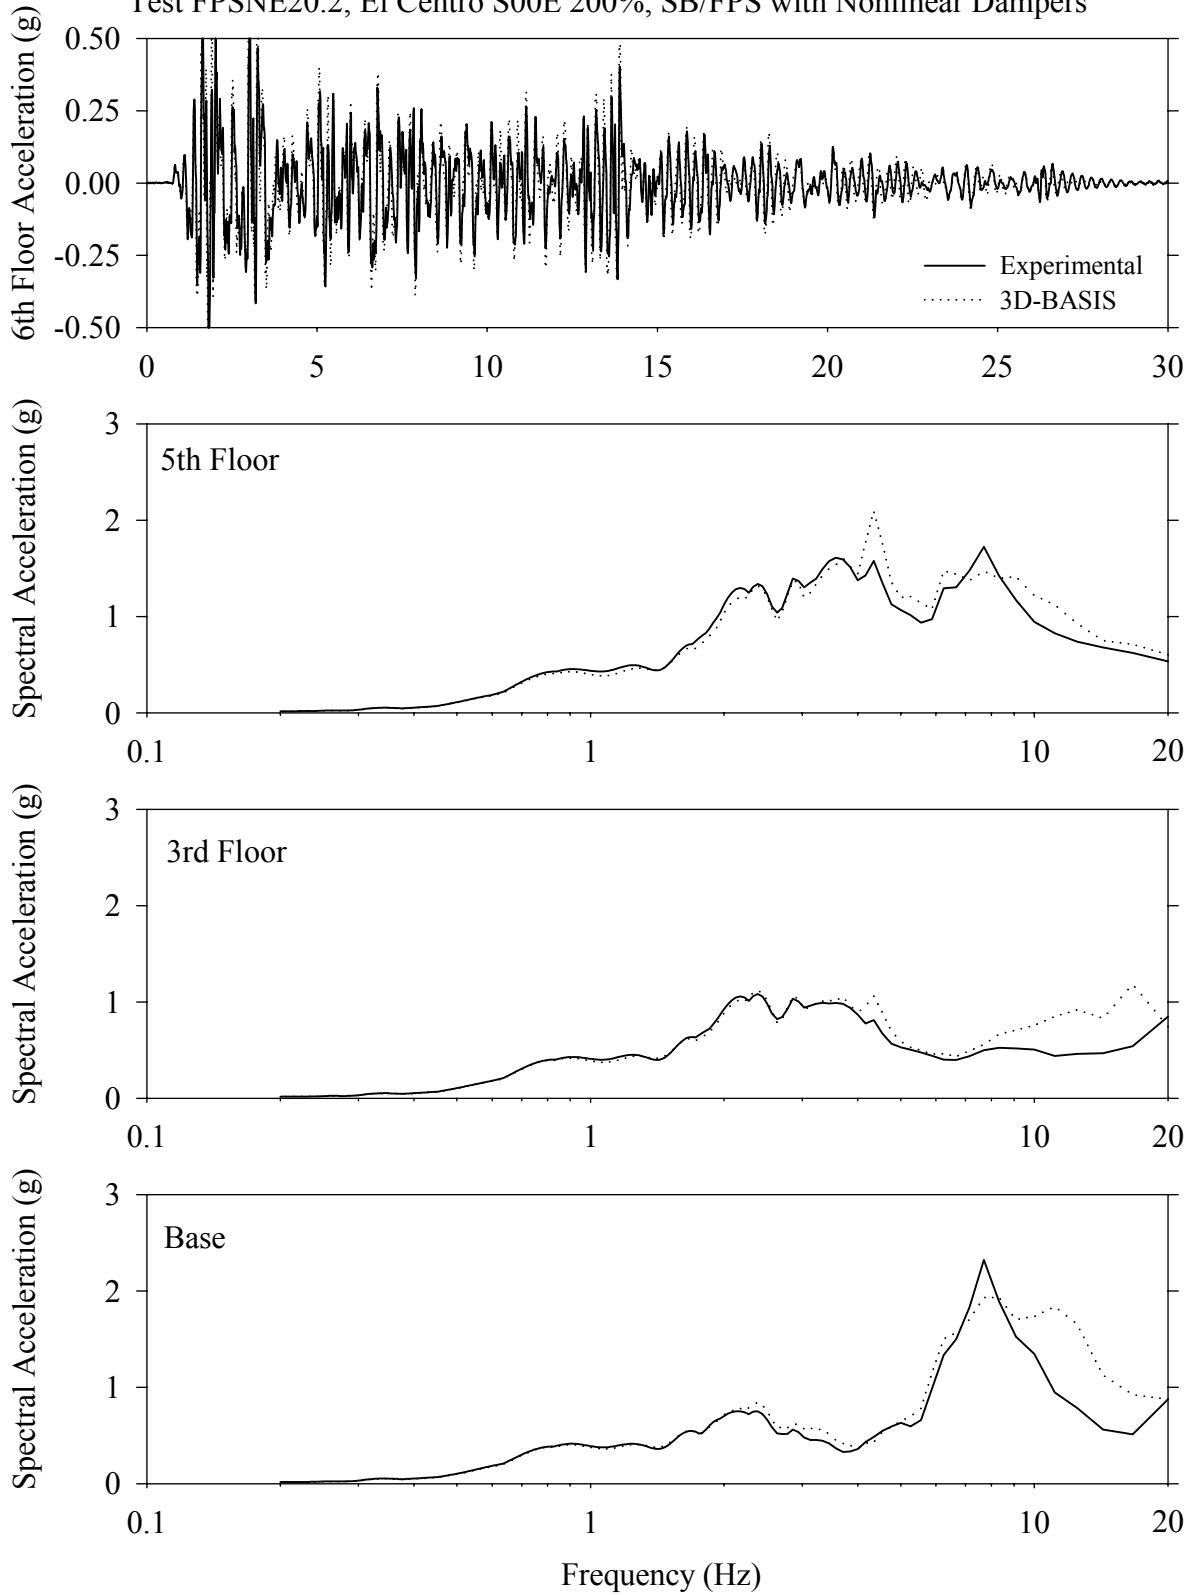 Test FPSNE20.2, El Centro S00E 200%, SB/FPS with Nonlinear Dampers
6th Floor Acceleration (g)
0.50
0.25
0.00
-0.25
-0.50
Experimental
3D-BASIS
0 5 10 15 20 25 30
Spectral Acceleration (g)
3
2
1
0
5th Floor
0.1 1 10 20
Spectral Acceleration (g)
3
2
1
0
3rd Floor
0.1 1 10 20
Spectral Acceleration (g)
3
2
1
0
Base
0.1 1 10 20
Frequency (Hz)